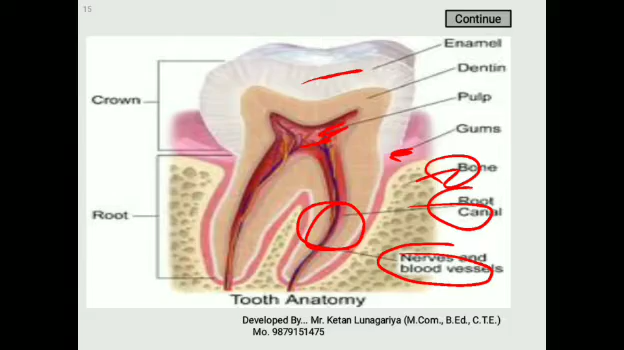 15
Continue
Enamel
Dentin
Crown
Pulp
Gums
Bone
Root
Root
Canal
Nerves and
blood vessels
Tooth Anatomy
Developed By... Mr. Ketan Lunagariya (M.Com., B.Ed., C.T.E.)
Mo. 9879151475